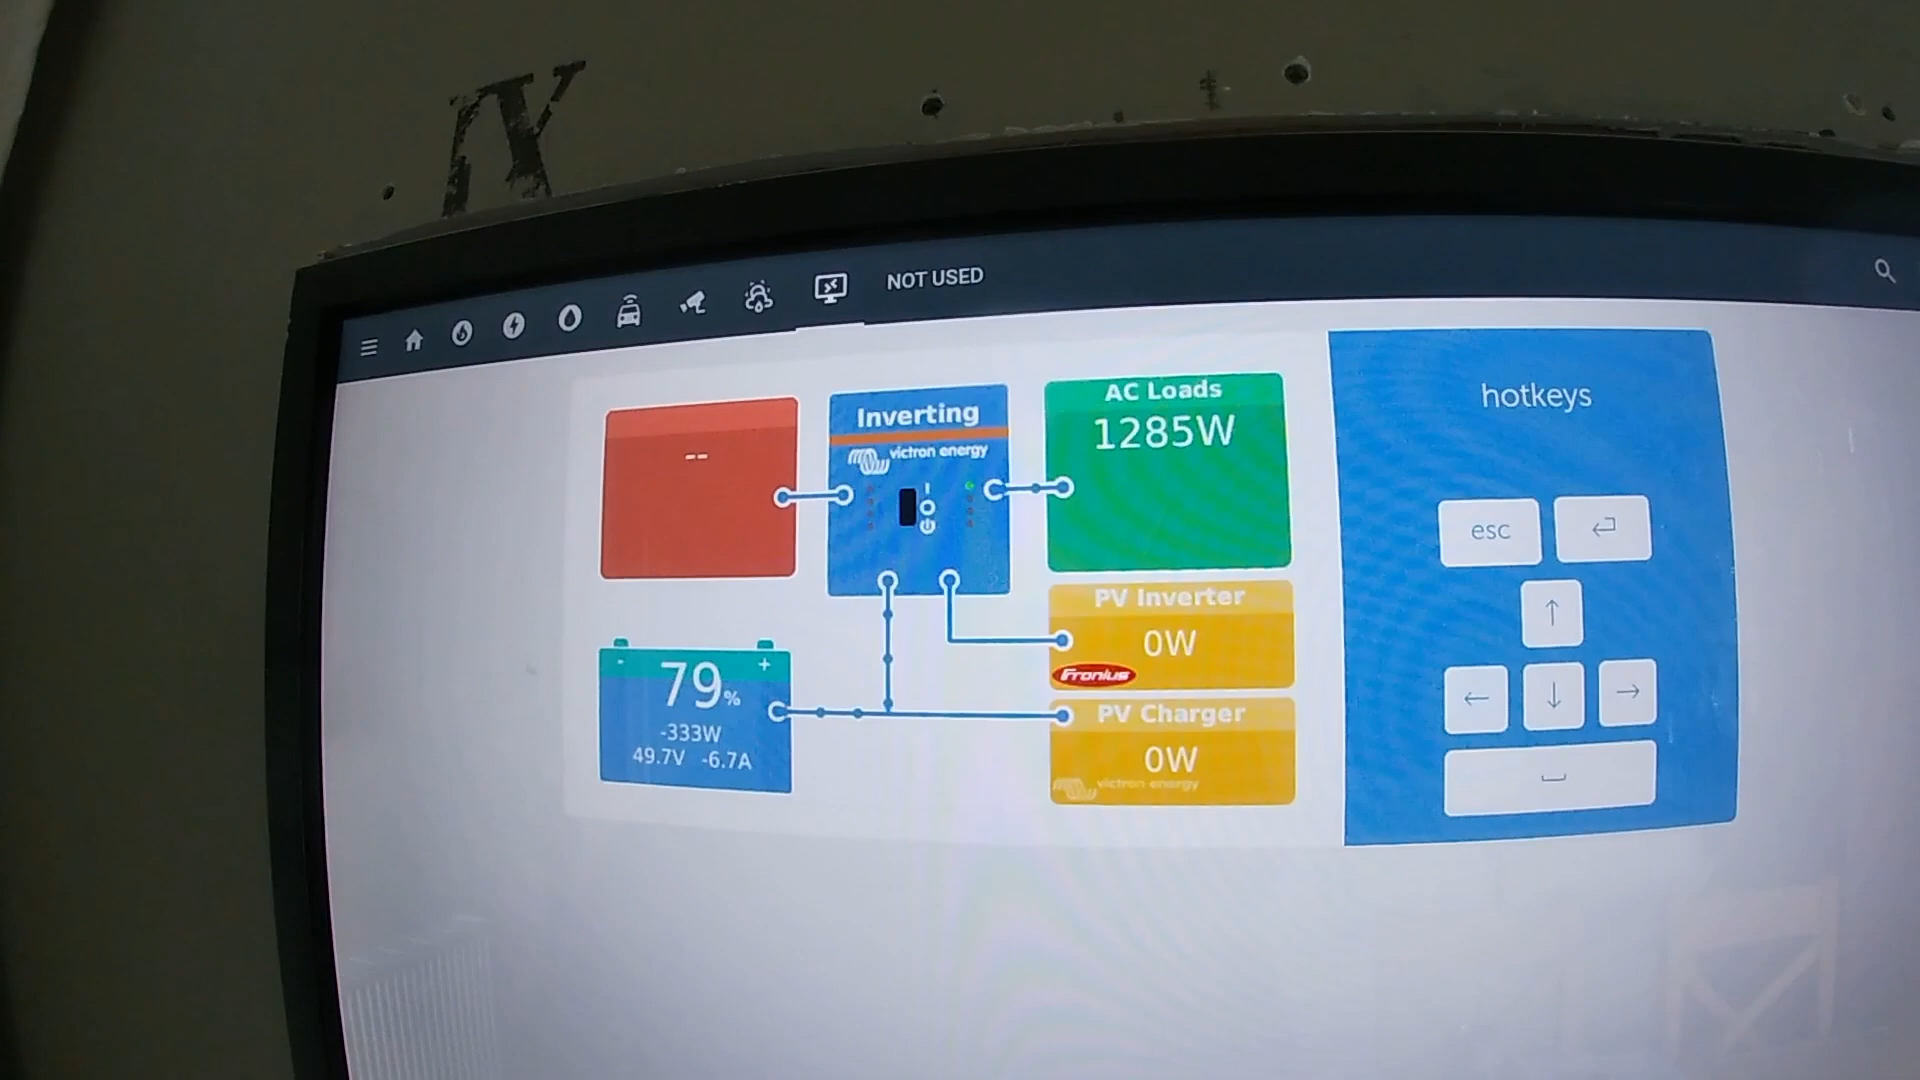 NOT USED
--
Inverting
victron energy
AC Loads
1285W
PV Inverter
0W
Fronius
PV Charger
0W
victron energy
- +
79%
-333W
49.7V -6.7A
hotkeys
esc